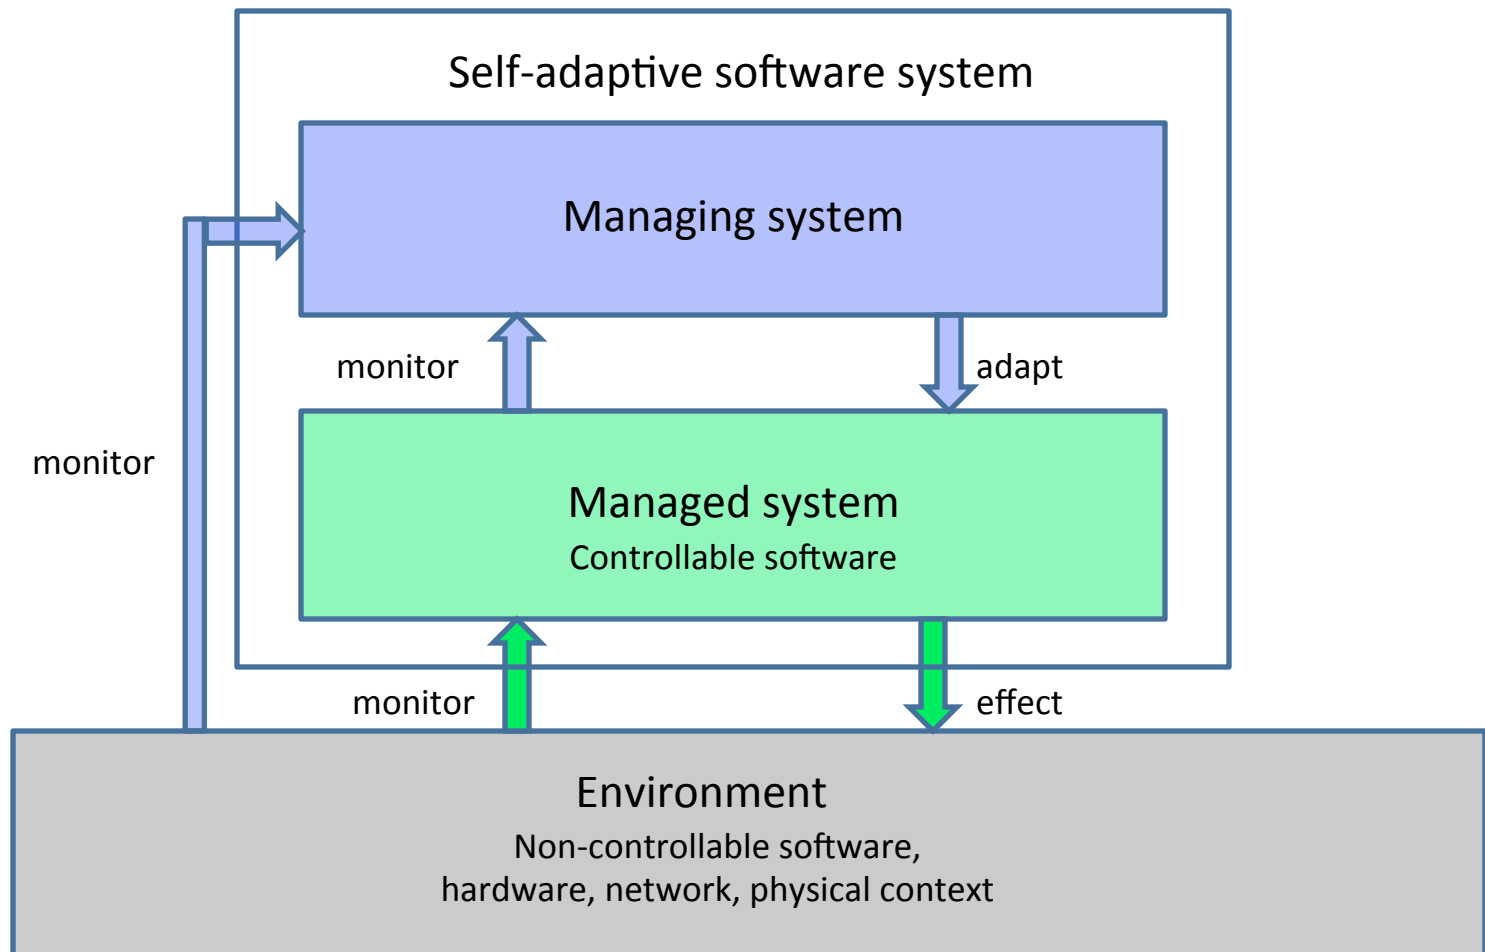 Self-adaptive software system
Managing system
monitor
adapt
monitor
Managed system
Controllable software
monitor
effect
Environment
Non-controllable software,
hardware, network, physical context